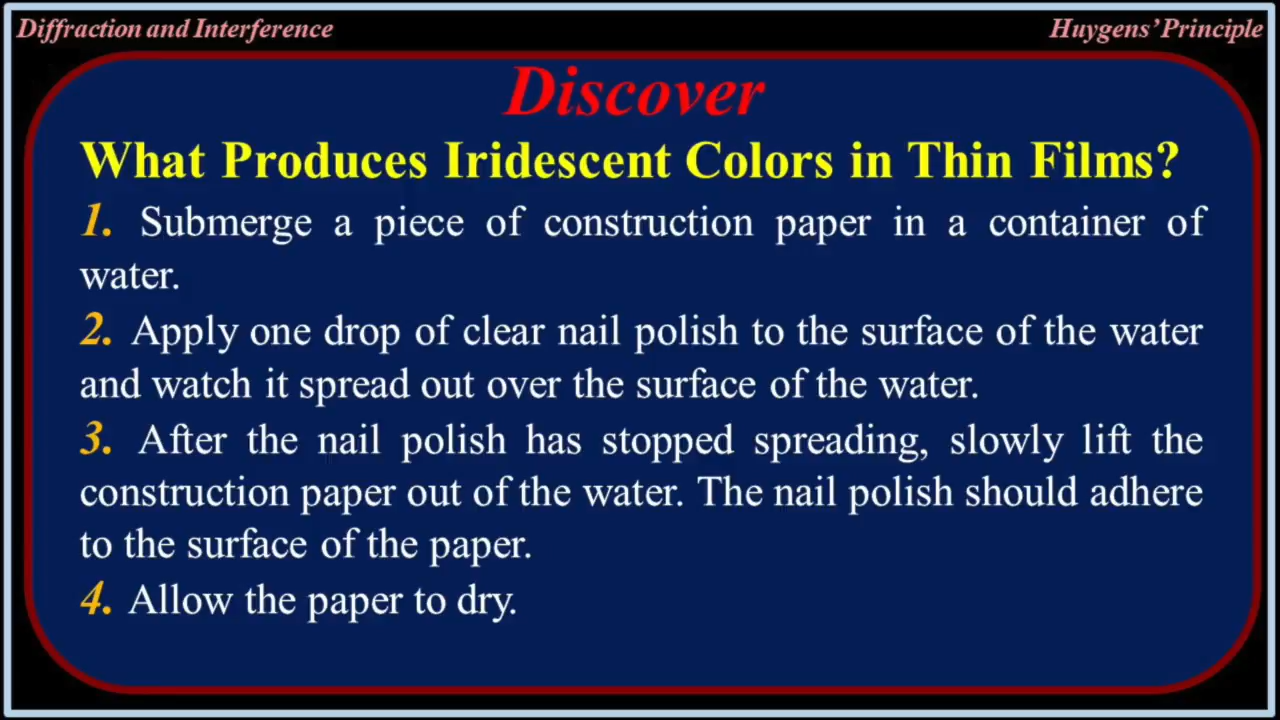 Diffraction and Interference
Huygens' Principle
Discover
What Produces Iridescent Colors in Thin Films?
1. Submerge a piece of construction paper in a container of
water.
2. Apply one drop of clear nail polish to the surface of the water
and watch it spread out over the surface of the water.
3. After the nail polish has stopped spreading, slowly lift the
construction paper out of the water. The nail polish should adhere
to the surface of the paper.
4. Allow the paper to dry.